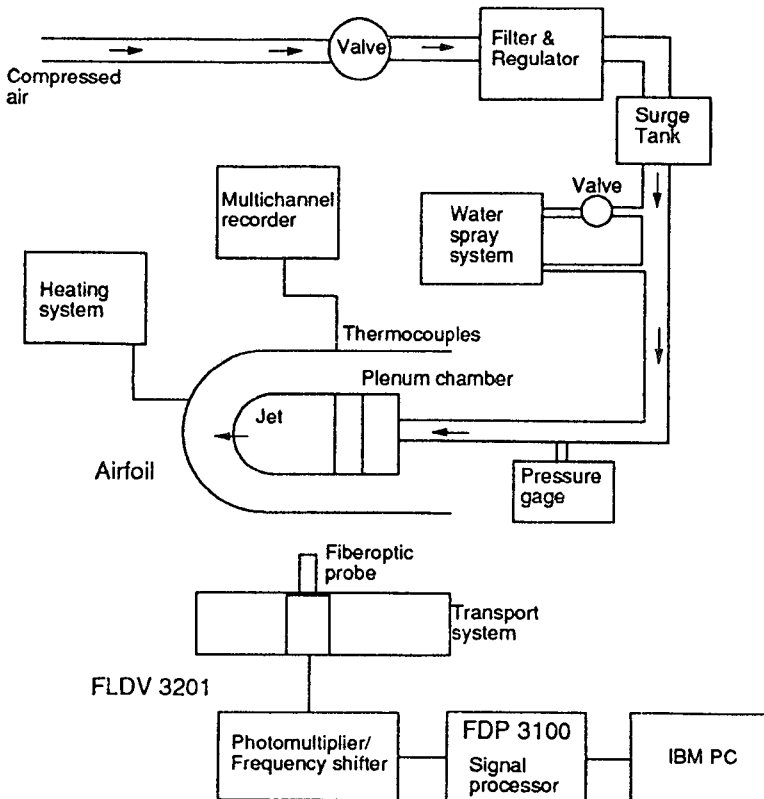 Valve
Filter &
Regulator
Compressed
air
Surge
Tank
Multichannel
recorder
Valve
Water
spray
system
Heating
system
Thermocouples
Plenum chamber
Jet
Airfoil
Pressure
gage
Fiberoptic
probe
Transport
system
FLDV 3201
Photomultiplier/
Frequency shifter
FDP 3100
Signal
processor
IBM PC